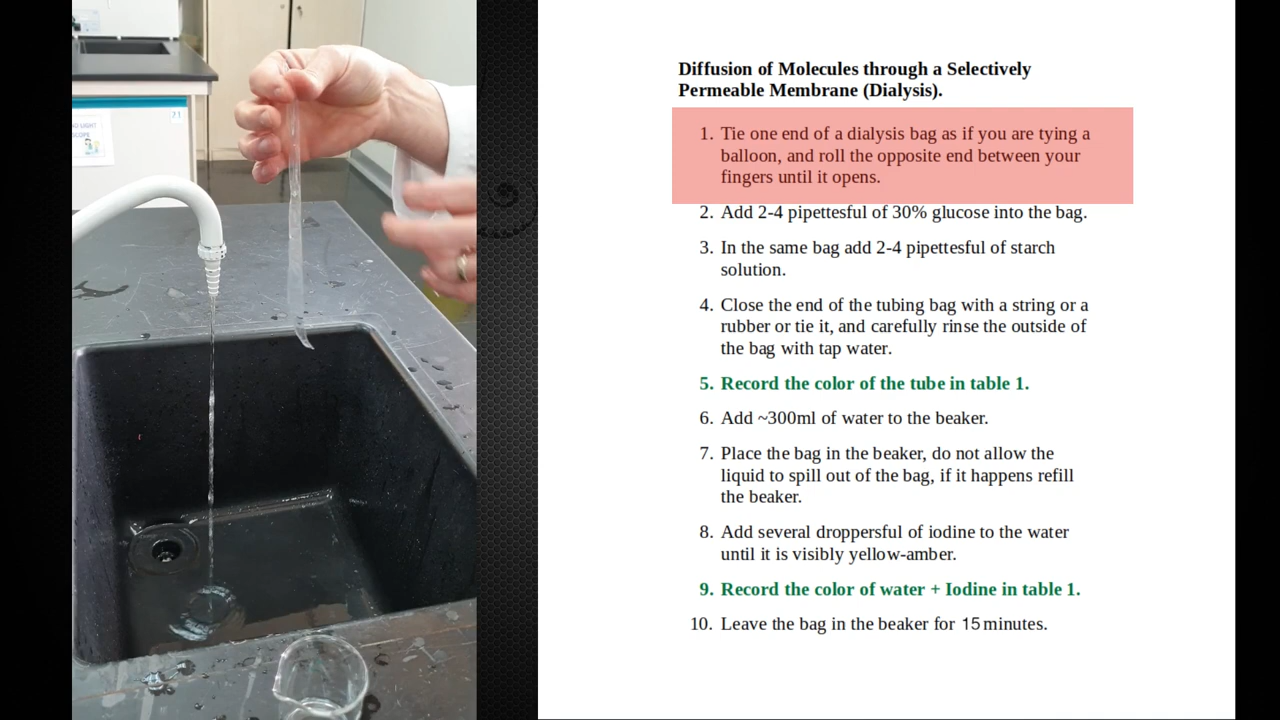 71
NO LIGHT
SCOPE
Diffusion of Molecules through a Selectively
Permeable Membrane (Dialysis).
1. Tie one end of a dialysis bag as if you are tying a
balloon, and roll the opposite end between your
fingers until it opens.
2. Add 2-4 pipettesful of 30% glucose into the bag.
3. In the same bag add 2-4 pipettesful of starch
solution.
4. Close the end of the tubing bag with a string or a
rubber or tie it, and carefully rinse the outside of
the bag with tap water.
5. Record the color of the tube in table 1.
6. Add ~300ml of water to the beaker.
7. Place the bag in the beaker, do not allow the
liquid to spill out of the bag, if it happens refill
the beaker.
8. Add several droppersful of iodine to the water
until it is visibly yellow-amber.
9. Record the color of water + Iodine in table 1.
10. Leave the bag in the beaker for 15 minutes.